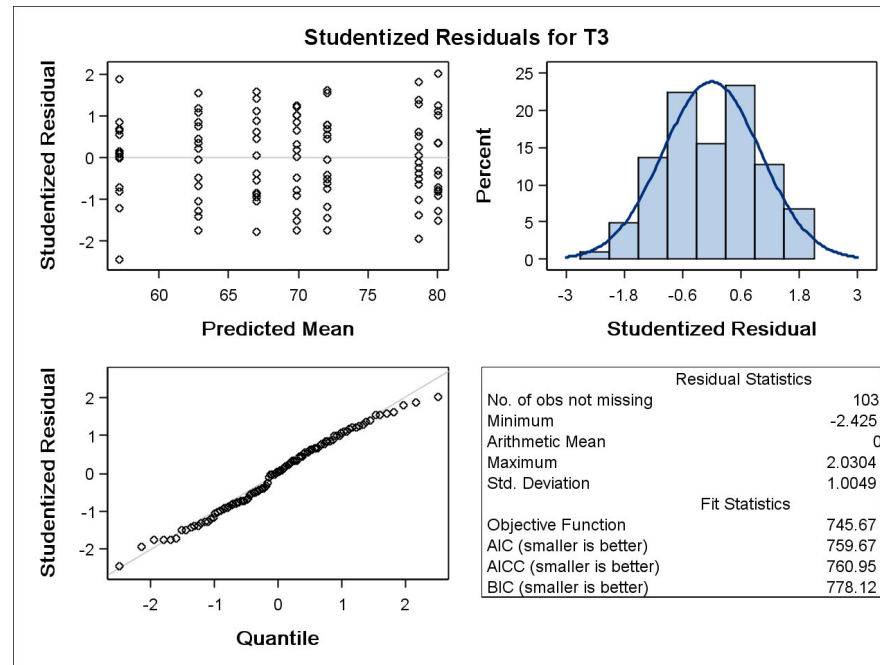 Studentized Residuals for T3
Studentized Residual
2
1
0
-1
-2
60 65 70 75 80
Predicted Mean
Percent
25
20
15
10
5
0
-3 -1.8 -0.6 0.6 1.8 3
Studentized Residual
Studentized Residual
2
1
0
-1
-2
-2 -1 0 1 2
Quantile
Residual Statistics
No. of obs not missing 103
Minimum -2.425
Arithmetic Mean 0
Maximum 2.0304
Std. Deviation 1.0049
Fit Statistics
Objective Function 745.67
AIC (smaller is better) 759.67
AICC (smaller is better) 760.95
BIC (smaller is better) 778.12